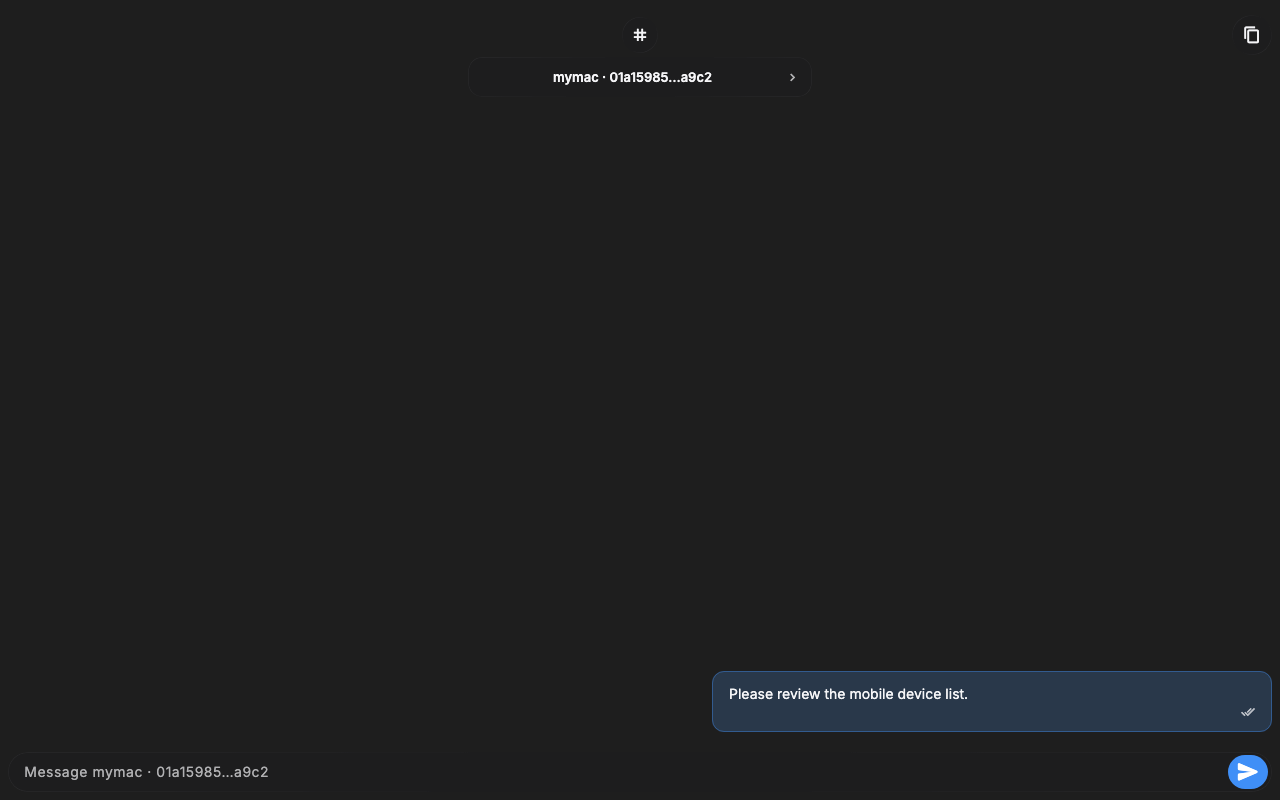 #
mymac · 01a15985...a9c2
Please review the mobile device list.
Message mymac · 01a15985...a9c2